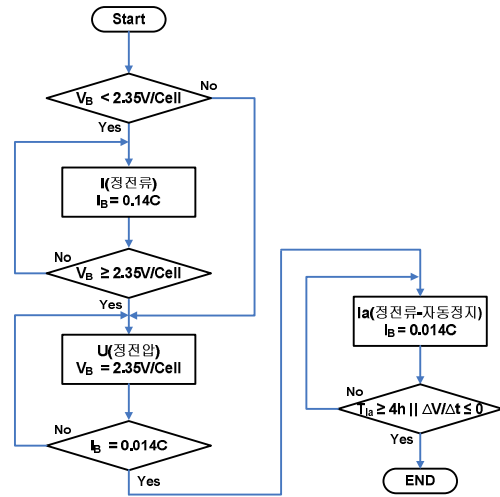 Start
V_B < 2.35V/Cell
No
Yes
I(정전류)
I_B = 0.14C
No
V_B ≥ 2.35V/Cell
Yes
U(정전압)
V_B = 2.35V/Cell
No
I_B = 0.014C
Yes
Ia(정전류-자동정지)
I_B = 0.014C
No
T_Ia ≥ 4h || △V/△t ≤ 0
Yes
END